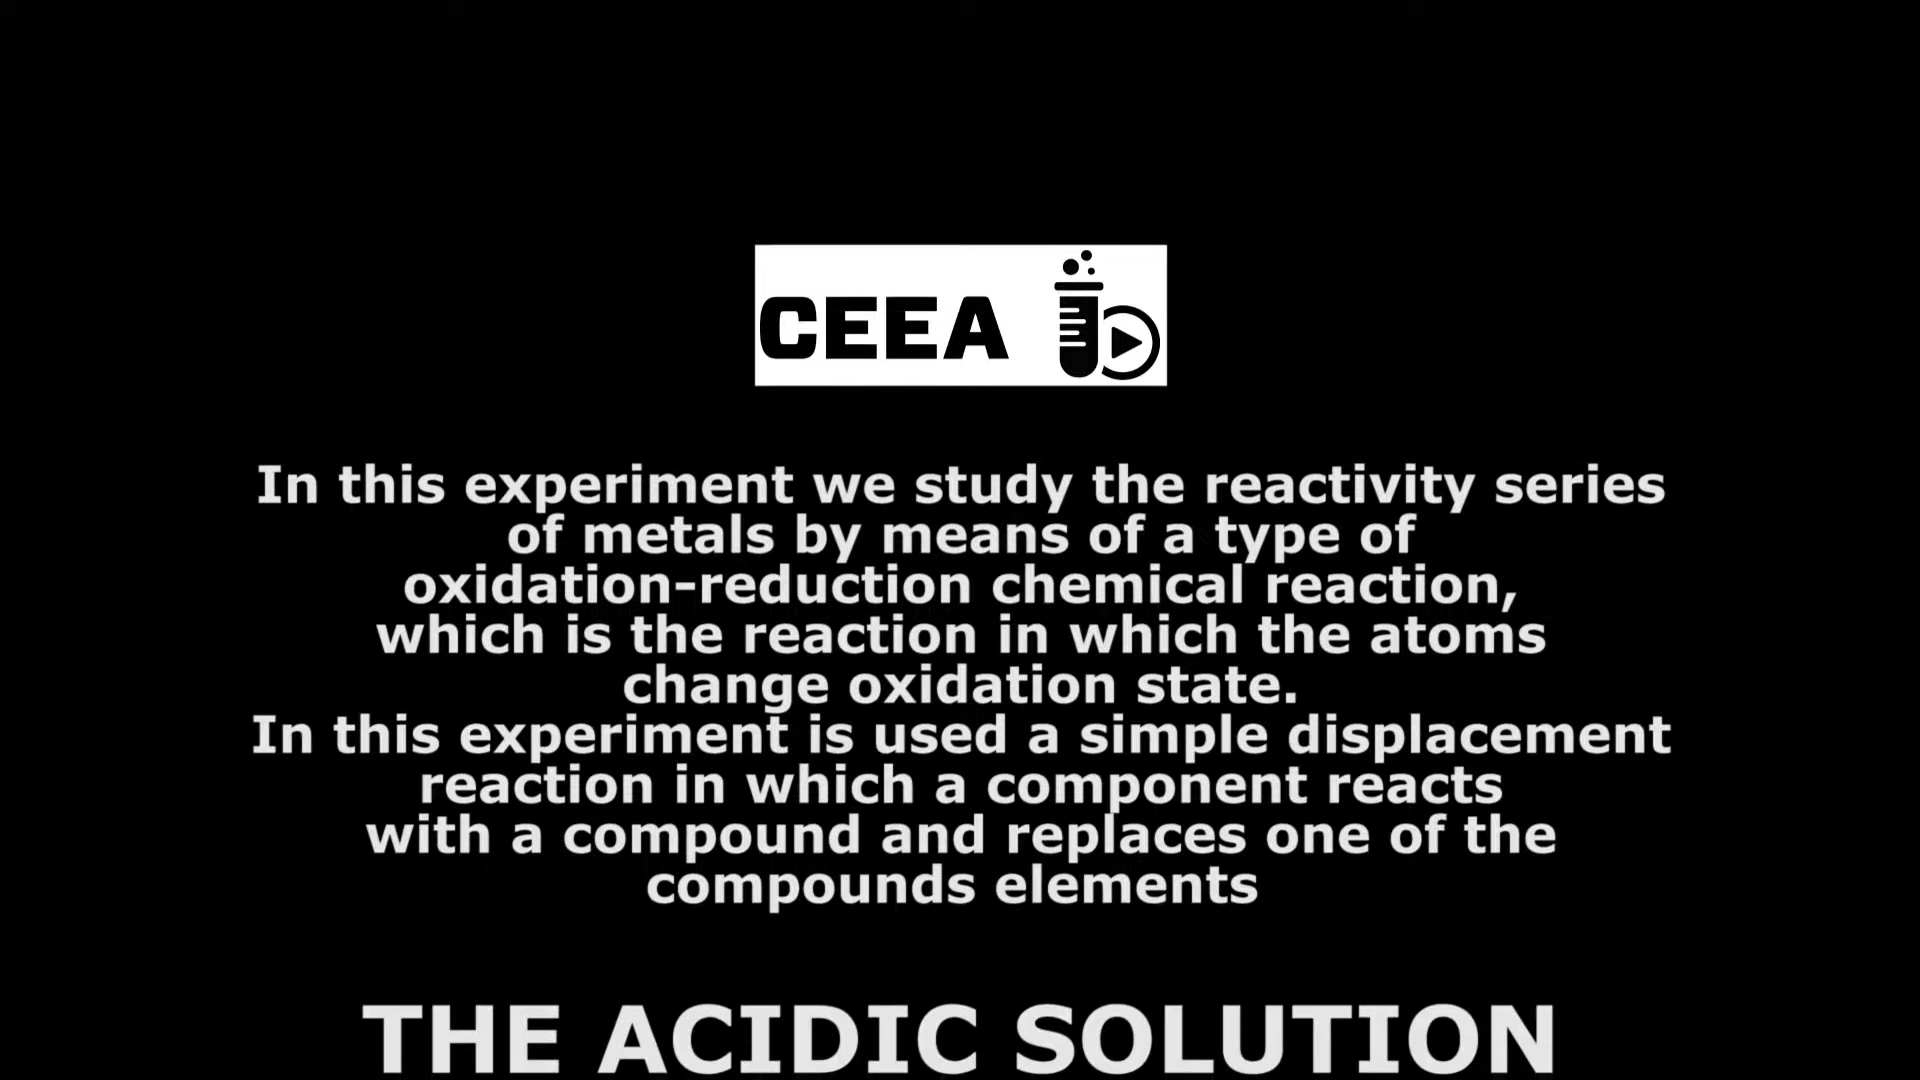 CEEA
In this experiment we study the reactivity series
of metals by means of a type of
oxidation-reduction chemical reaction,
which is the reaction in which the atoms
change oxidation state.
In this experiment is used a simple displacement
reaction in which a component reacts
with a compound and replaces one of the
compounds elements
THE ACIDIC SOLUTION